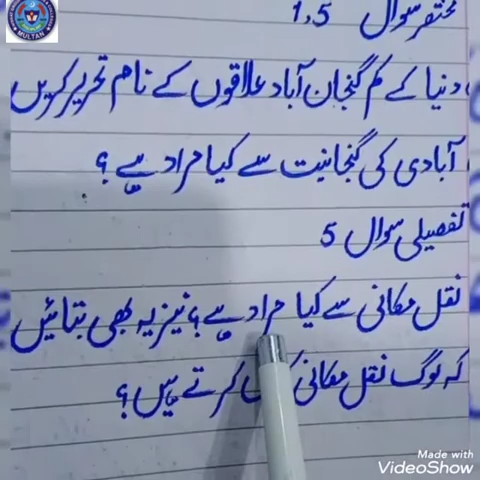 MULTAN
مختصر سوال 1,5
دنیا کے کم گنجان آباد علاقوں کے نام تحریر کریں
آبادی کی گنجانیت سے کیا مراد ہے ؟
تفصیلی سوال 5
نقل مکانی سے کیا مراد ہے ؟ نیز یہ بھی بتائیں
کہ لوگ نقل مکانی کرتے ہیں ؟
Made with
VideoShow